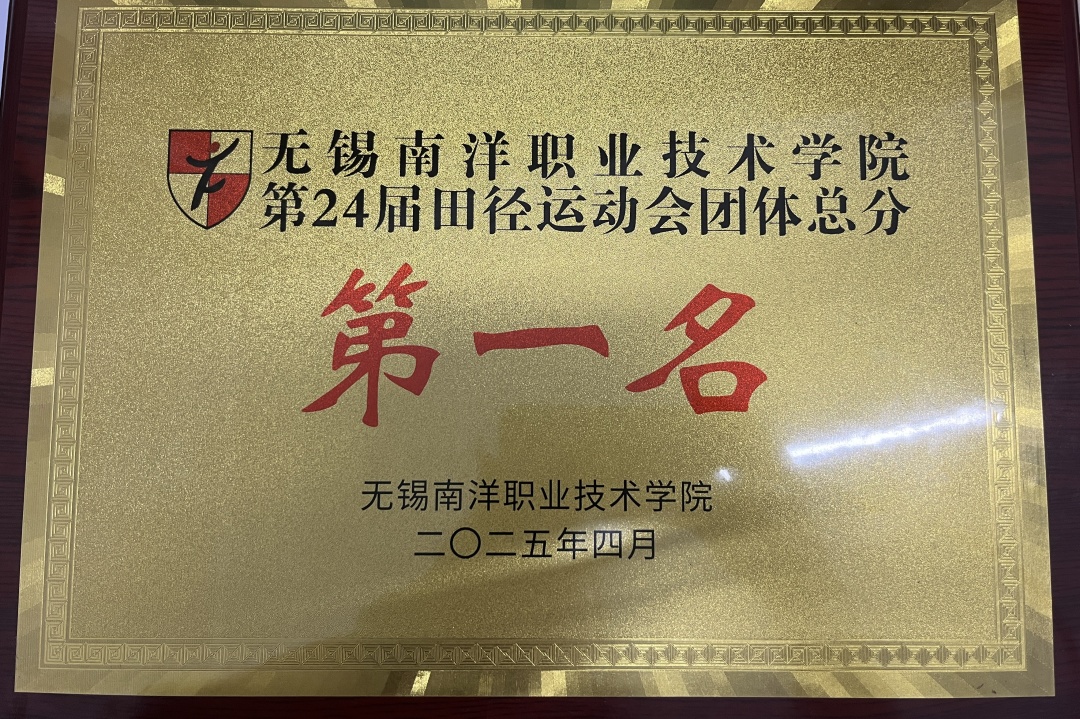 无锡南洋职业技术学院
第24届田径运动会团体总分
第一名
无锡南洋职业技术学院
二〇二五年四月